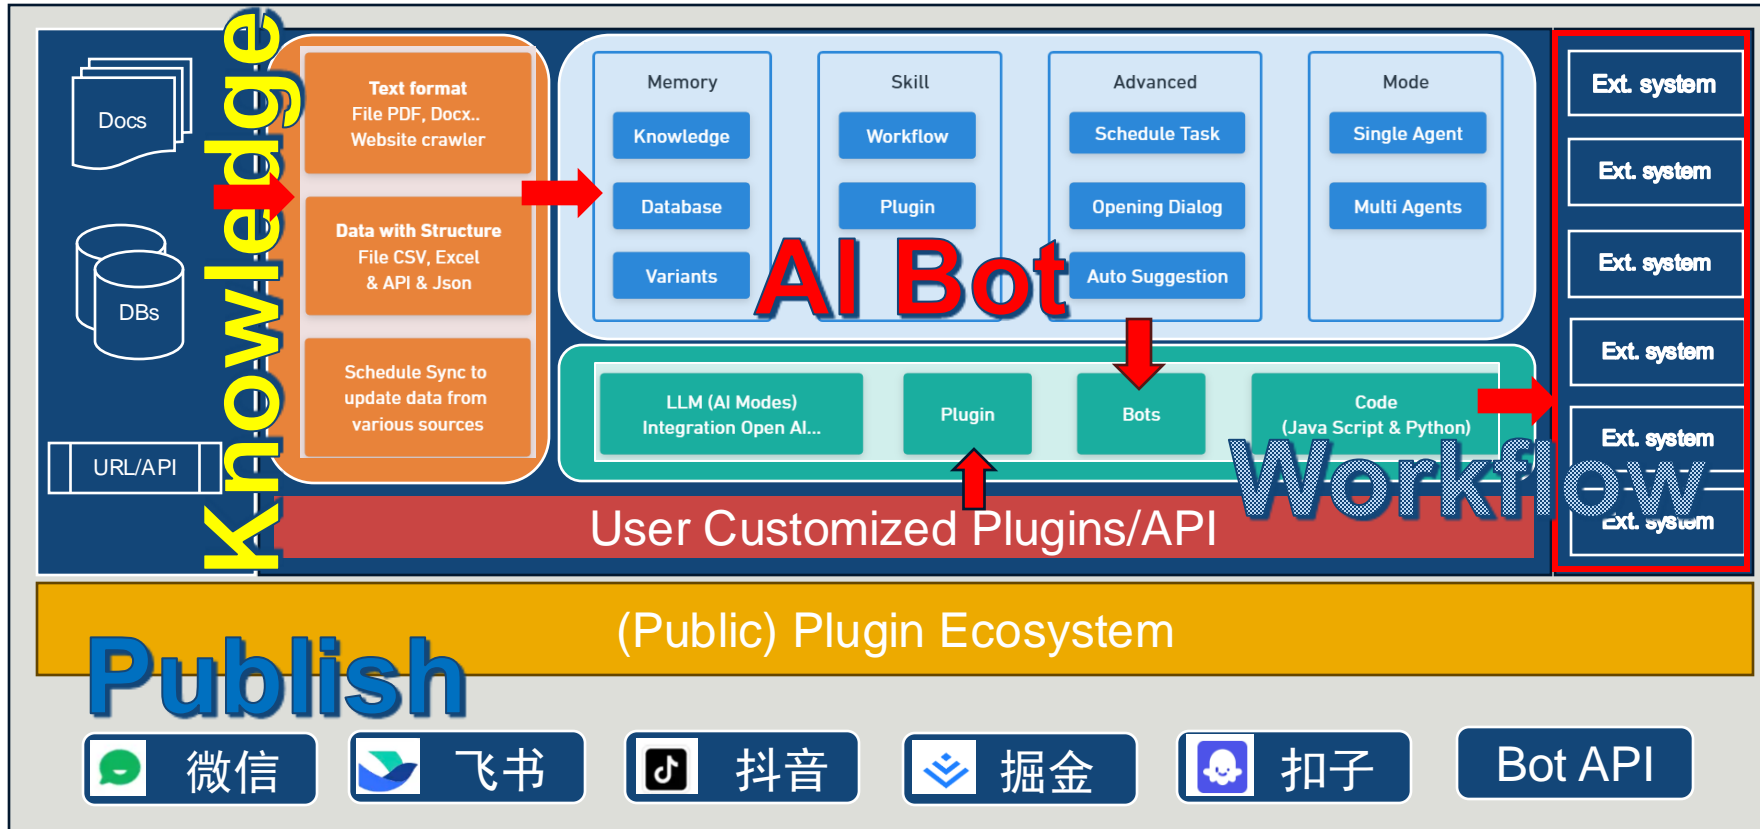 Docs
DBs
URL/API
Knowledge
Text format
File PDF, Docx..
Website crawler
Data with Structure
File CSV, Excel
& API & Json
Schedule Sync to
update data from
various sources
Memory
Knowledge
Database
Variants
Skill
Workflow
Plugin
Advanced
Schedule Task
Opening Dialog
Auto Suggestion
Mode
Single Agent
Multi Agents
AI Bot
LLM (AI Modes)
Integration Open AI...
Plugin
Bots
Code
(Java Script & Python)
Workflow
User Customized Plugins/API
Ext. system
Ext. system
Ext. system
Ext. system
Ext. system
Ext. system
(Public) Plugin Ecosystem
Publish
微信
飞书
抖音
掘金
扣子
Bot API